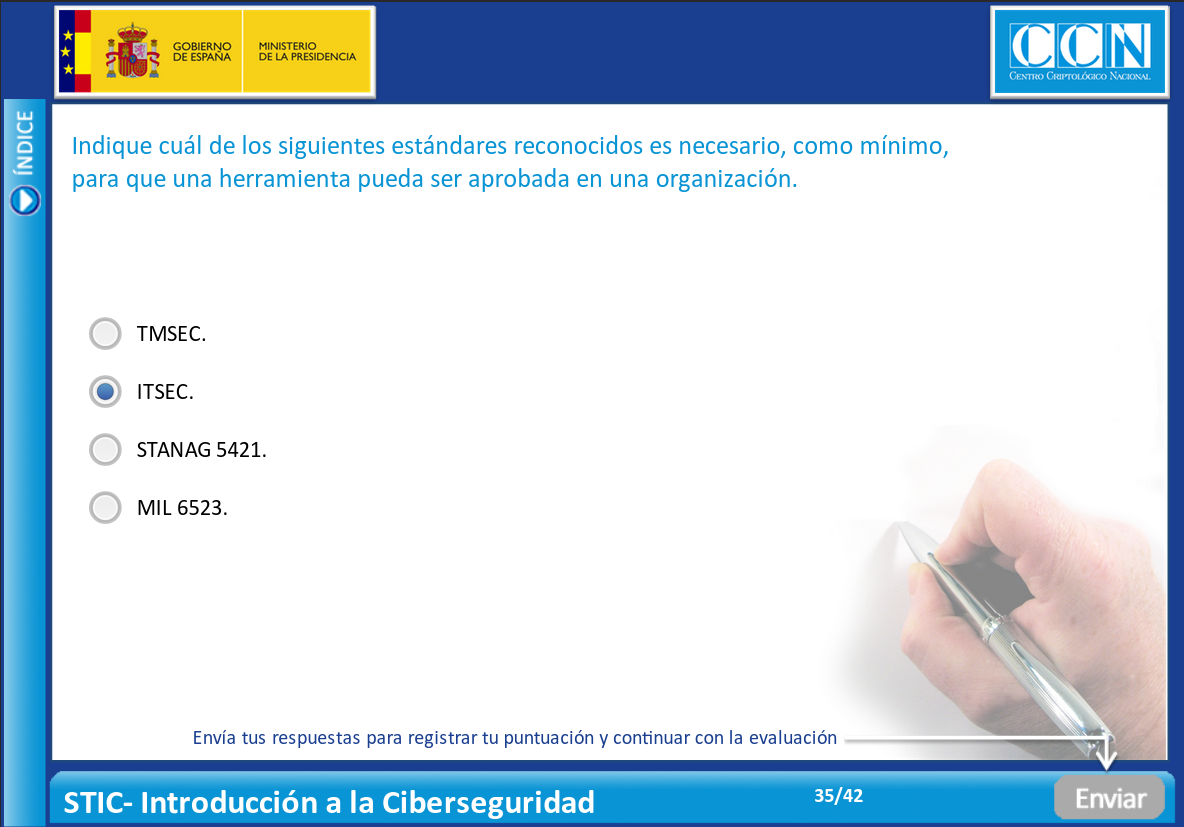 GOBIERNO
DE ESPAÑA
MINISTERIO
DE LA PRESIDENCIA
CCN
CENTRO CRIPTOLÓGICO NACIONAL
ÍNDICE
Indique cuál de los siguientes estándares reconocidos es necesario, como mínimo,
para que una herramienta pueda ser aprobada en una organización.
TMSEC.
ITSEC.
STANAG 5421.
MIL 6523.
Envía tus respuestas para registrar tu puntuación y continuar con la evaluación
STIC- Introducción a la Ciberseguridad
35/42
Enviar